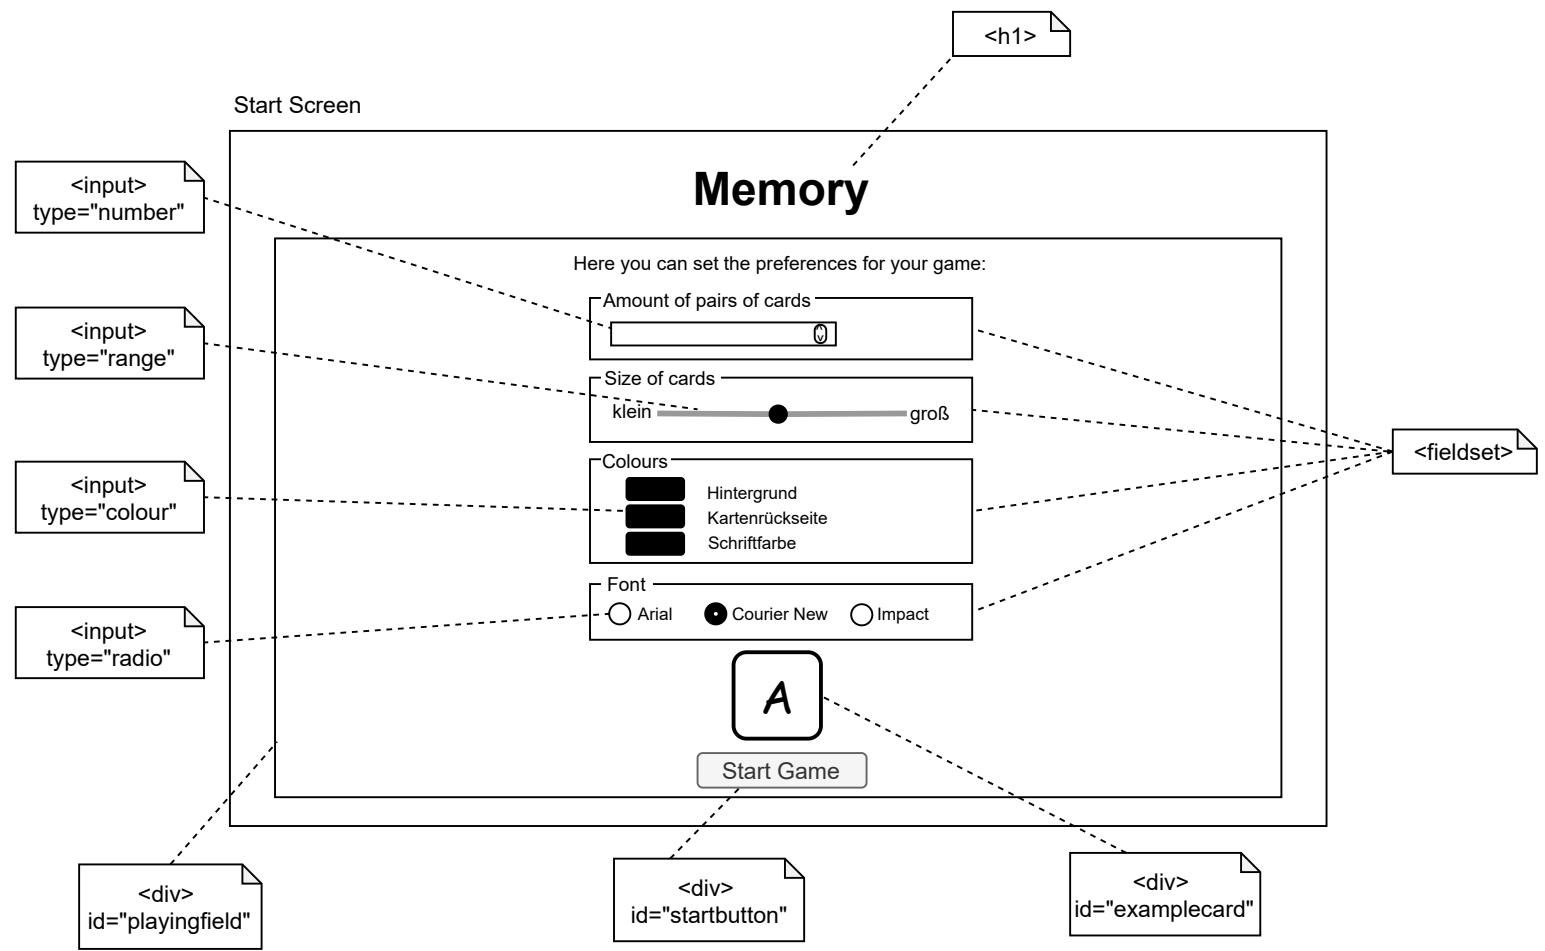 <h1>
Start Screen
Memory
<input>
type="number"
Here you can set the preferences for your game:
Amount of pairs of cards
^
v
<input>
type="range"
Size of cards
klein
groß
<fieldset>
Colours
<input>
type="colour"
Hintergrund
Kartenrückseite
Schriftfarbe
Font
Arial
Courier New
Impact
<input>
type="radio"
A
Start Game
<div>
id="playingfield"
<div>
id="startbutton"
<div>
id="examplecard"